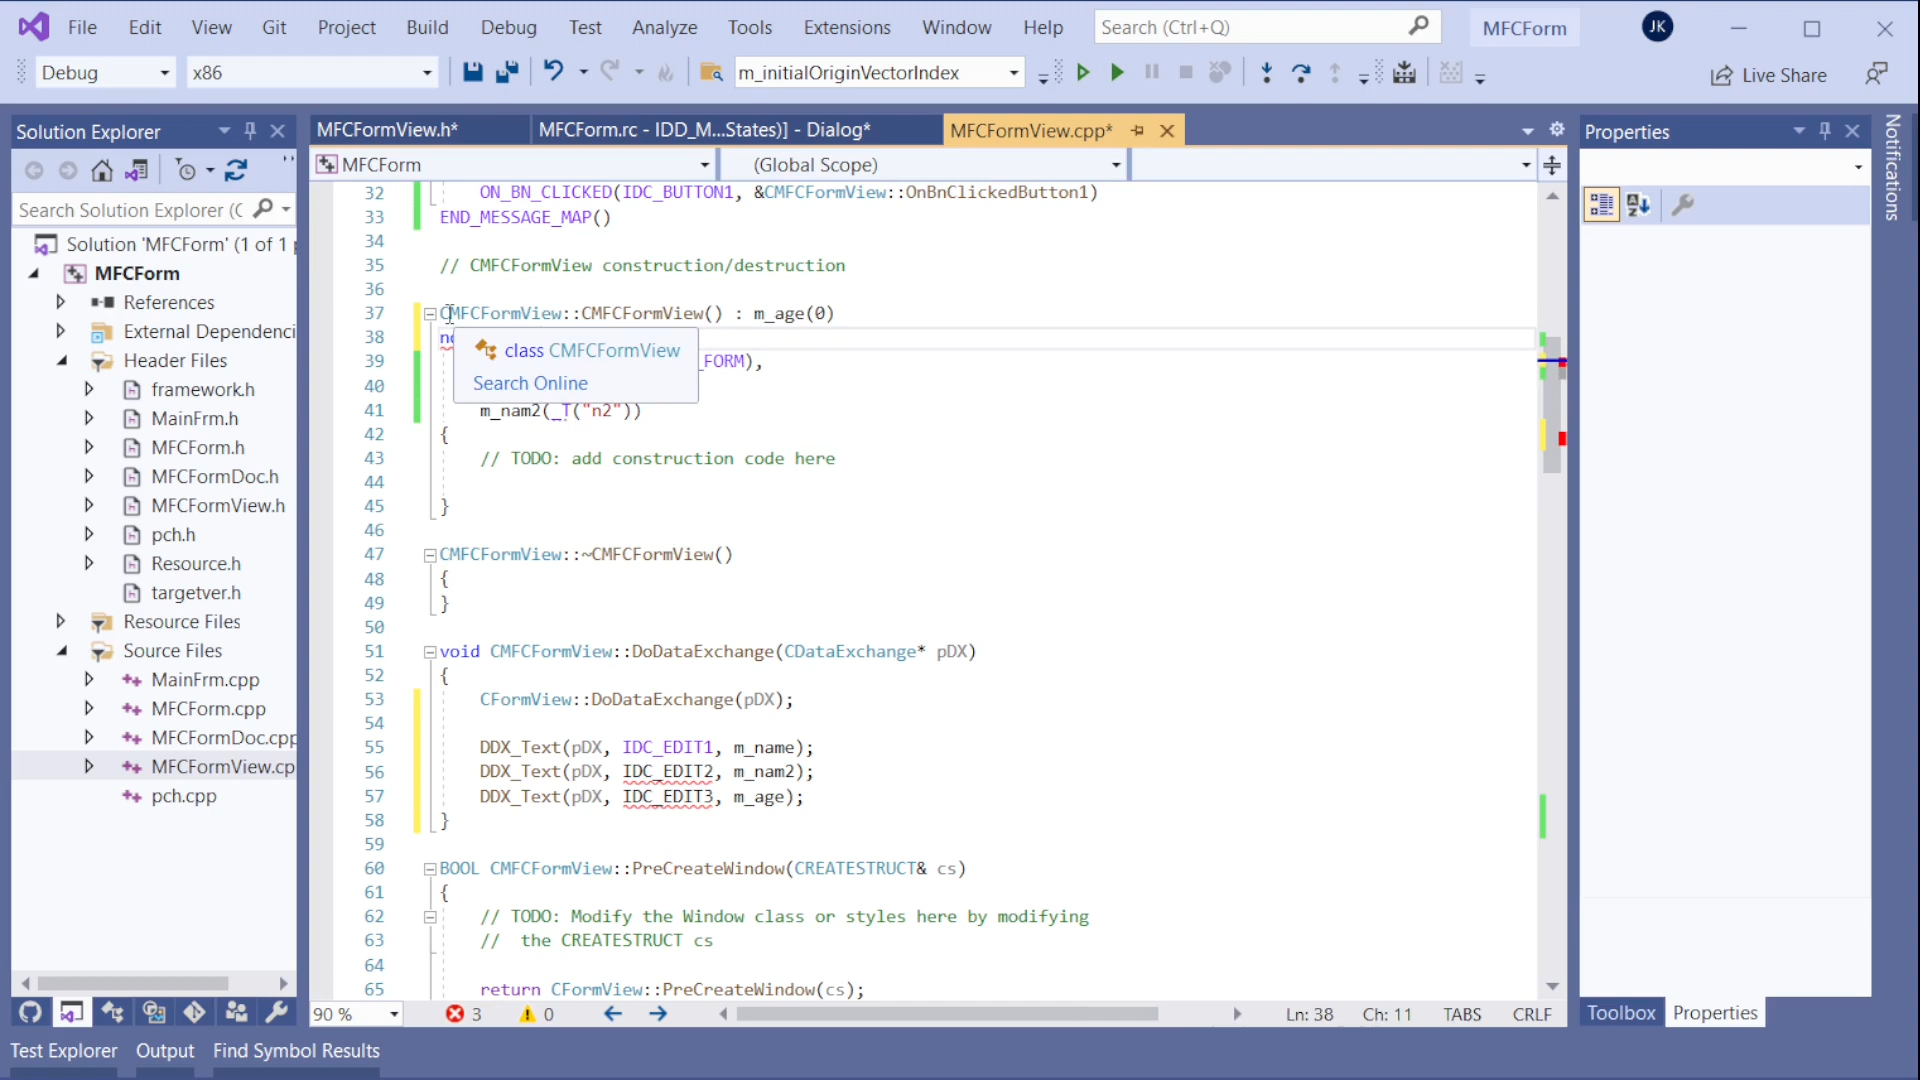 File Edit View Git Project Build Debug Test Analyze Tools Extensions Window Help Search (Ctrl+Q) MFCForm JK
Debug x86 m_initialOriginVectorIndex Live Share
Solution Explorer
Search Solution Explorer (C
Solution 'MFCForm' (1 of 1 p
MFCForm
References
External Dependenci
Header Files
framework.h
MainFrm.h
MFCForm.h
MFCFormDoc.h
MFCFormView.h
pch.h
Resource.h
targetver.h
Resource Files
Source Files
MainFrm.cpp
MFCForm.cpp
MFCFormDoc.cpp
MFCFormView.cp
pch.cpp
MFCFormView.h* MFCForm.rc - IDD_M...States)] - Dialog* MFCFormView.cpp*
MFCForm (Global Scope)
32 ON_BN_CLICKED(IDC_BUTTON1, &CMFCFormView::OnBnClickedButton1)
33 END_MESSAGE_MAP()
34
35 // CMFCFormView construction/destruction
36
37 CMFCFormView::CMFCFormView() : m_age(0)
38 no
39 _FORM),
40
41 m_nam2(_T("n2"))
42 {
43 // TODO: add construction code here
44
45 }
46
47 CMFCFormView::~CMFCFormView()
48 {
49 }
50
51 void CMFCFormView::DoDataExchange(CDataExchange* pDX)
52 {
53 CFormView::DoDataExchange(pDX);
54
55 DDX_Text(pDX, IDC_EDIT1, m_name);
56 DDX_Text(pDX, IDC_EDIT2, m_nam2);
57 DDX_Text(pDX, IDC_EDIT3, m_age);
58 }
59
60 BOOL CMFCFormView::PreCreateWindow(CREATESTRUCT& cs)
61 {
62 // TODO: Modify the Window class or styles here by modifying
63 // the CREATESTRUCT cs
64
65 return CFormView::PreCreateWindow(cs);
class CMFCFormView
Search Online
90 % 3 0 Ln: 38 Ch: 11 TABS CRLF
Properties
Notifications
Toolbox Properties
Test Explorer Output Find Symbol Results